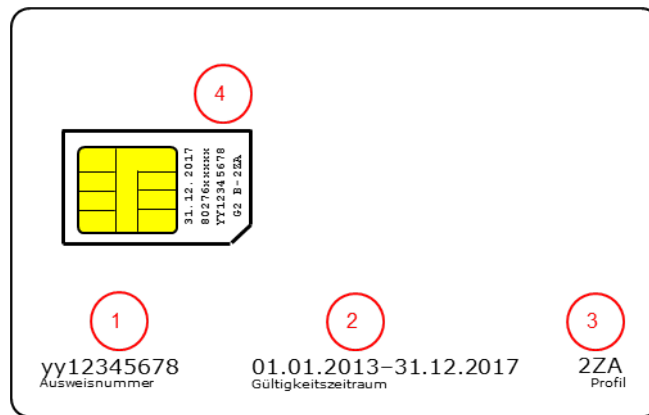 4
31.12.2017
80276xxxxx
YY12345678
G2 B-2ZA
1
2
3
yy12345678
01.01.2013–31.12.2017
2ZA
Ausweisnummer
Gültigkeitszeitraum
Profil